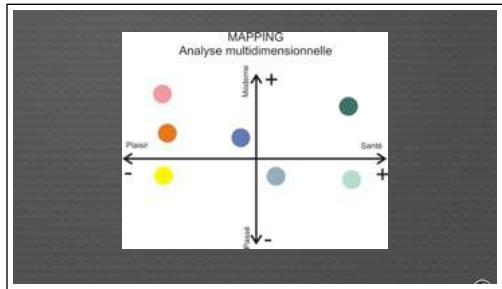 MAPPING
Analyse multidimensionnelle
Moderne
+
Plaisir
Santé
-
+
Passé
-